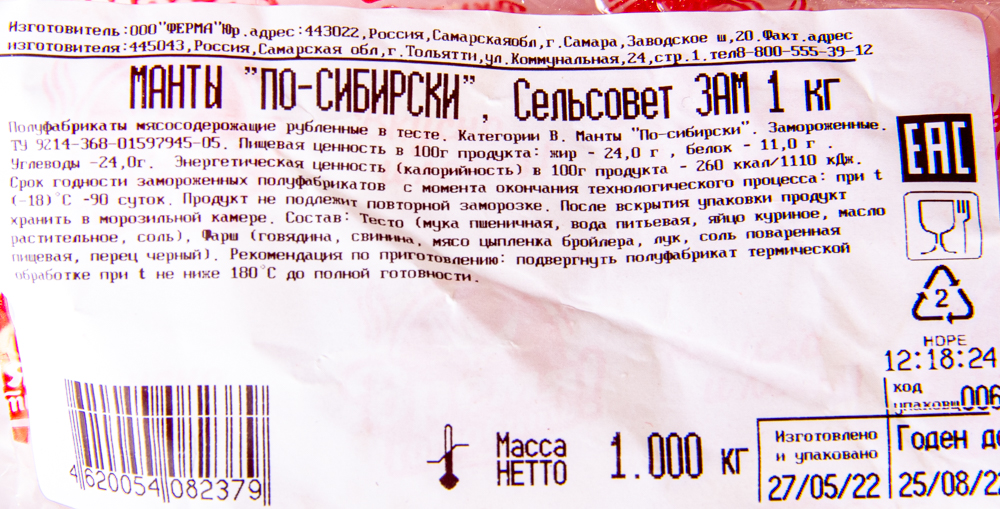 Изготовитель:ООО"ФЕРМА"Юр.адрес:443022,Россия,Самарскаяобл,г.Самара,Заводское ш,20.Факт.адрес
изготовителя:445043,Россия,Самарская обл,г.Тольятти,ул.Коммунальная,24,стр.1.тел8-800-555-39-12
МАНТЫ "ПО-СИБИРСКИ", Сельсовет ЗАМ 1 кг
Полуфабрикаты мясосодержащие рубленные в тесте. Категории В. Манты "По-сибирски". Замороженные.
ТУ 9214-368-01597945-05. Пищевая ценность в 100г продукта: жир - 24,0 г , белок - 11,0 г .
Углеводы -24,0г. Энергетическая ценность (калорийность) в 100г продукта - 260 ккал/1110 кДж.
Срок годности замороженных полуфабрикатов с момента окончания технологического процесса: при t
(-18)°С -90 суток. Продукт не подлежит повторной заморозке. После вскрытия упаковки продукт
хранить в морозильной камере. Состав: Тесто (мука пшеничная, вода питьевая, яйцо куриное, масло
растительное, соль), Фарш (говядина, свинина, мясо цыпленка бройлера, лук, соль поваренная
пищевая, перец черный). Рекомендация по приготовлению: подвергнуть полуфабрикат термической
обработке при t не ниже 180°С до полной готовности.
ЕАС
2
HDPE
12:18:24
код
упаковщ006
4 620054 082379
Масса
НЕТТО
1.000 кг
Изготовлено
и упаковано
27/05/22
Годен до
25/08/22